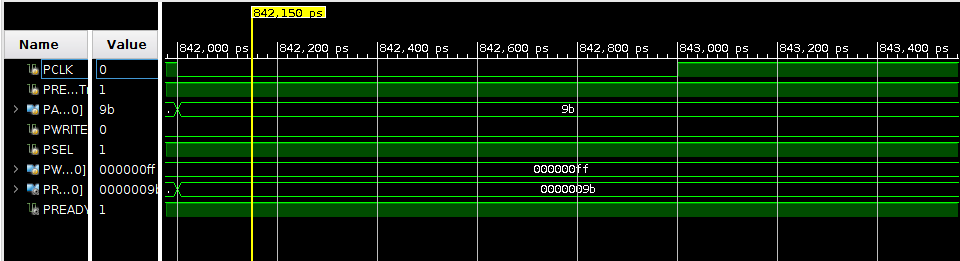 842,150 ps
Name Value
842,000 ps 842,200 ps 842,400 ps 842,600 ps 842,800 ps 843,000 ps 843,200 ps 843,400 ps
PCLK 0
PRE...Tr 1
PA...0] 9b 9b
PWRITE 0
PSEL 1
PW...0] 000000ff 000000ff
PR...0] 0000009b 0000009b
PREADY 1